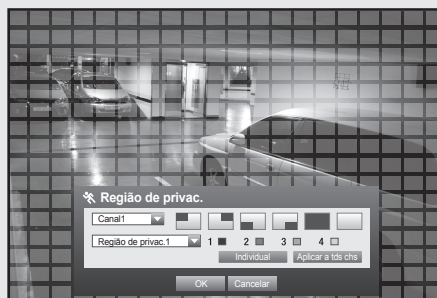 Região de privac.
Canal1
Região de privac.1 1 2 3 4
Individual Aplicar a tds chs
OK Cancelar